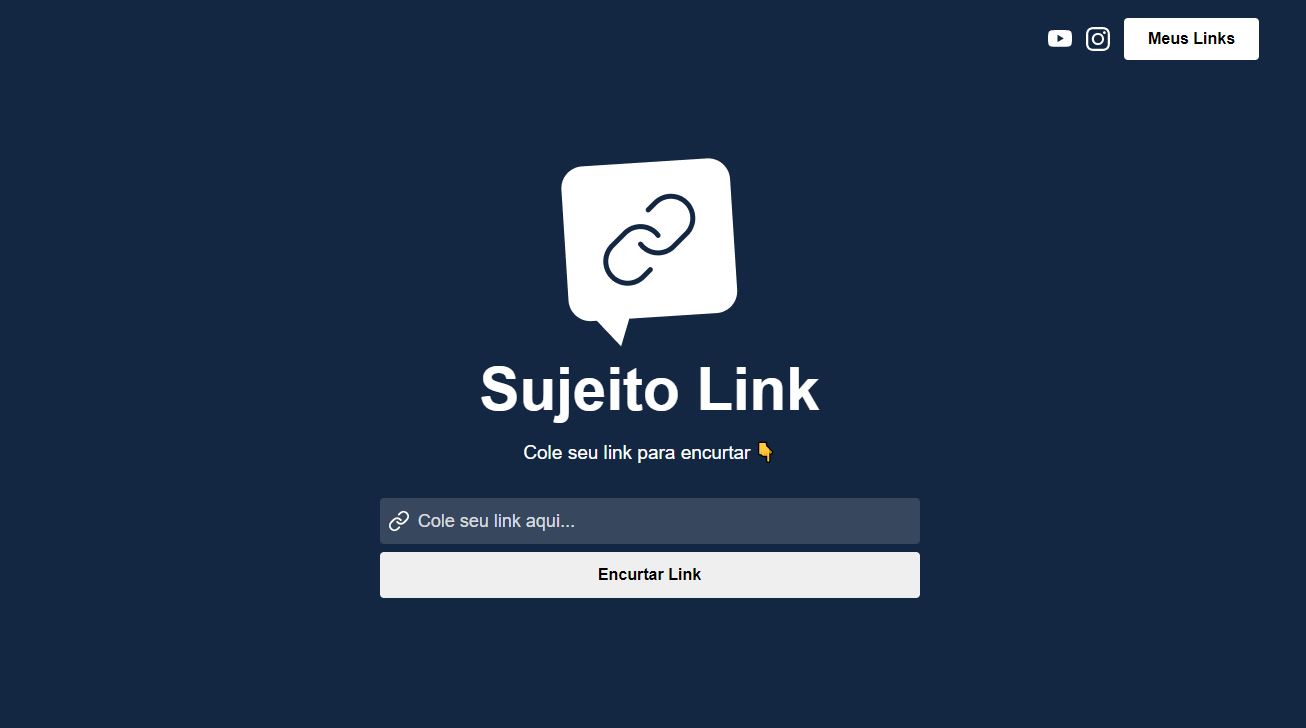 Meus Links
Sujeito Link
Cole seu link para encurtar 👇
Cole seu link aqui...
Encurtar Link